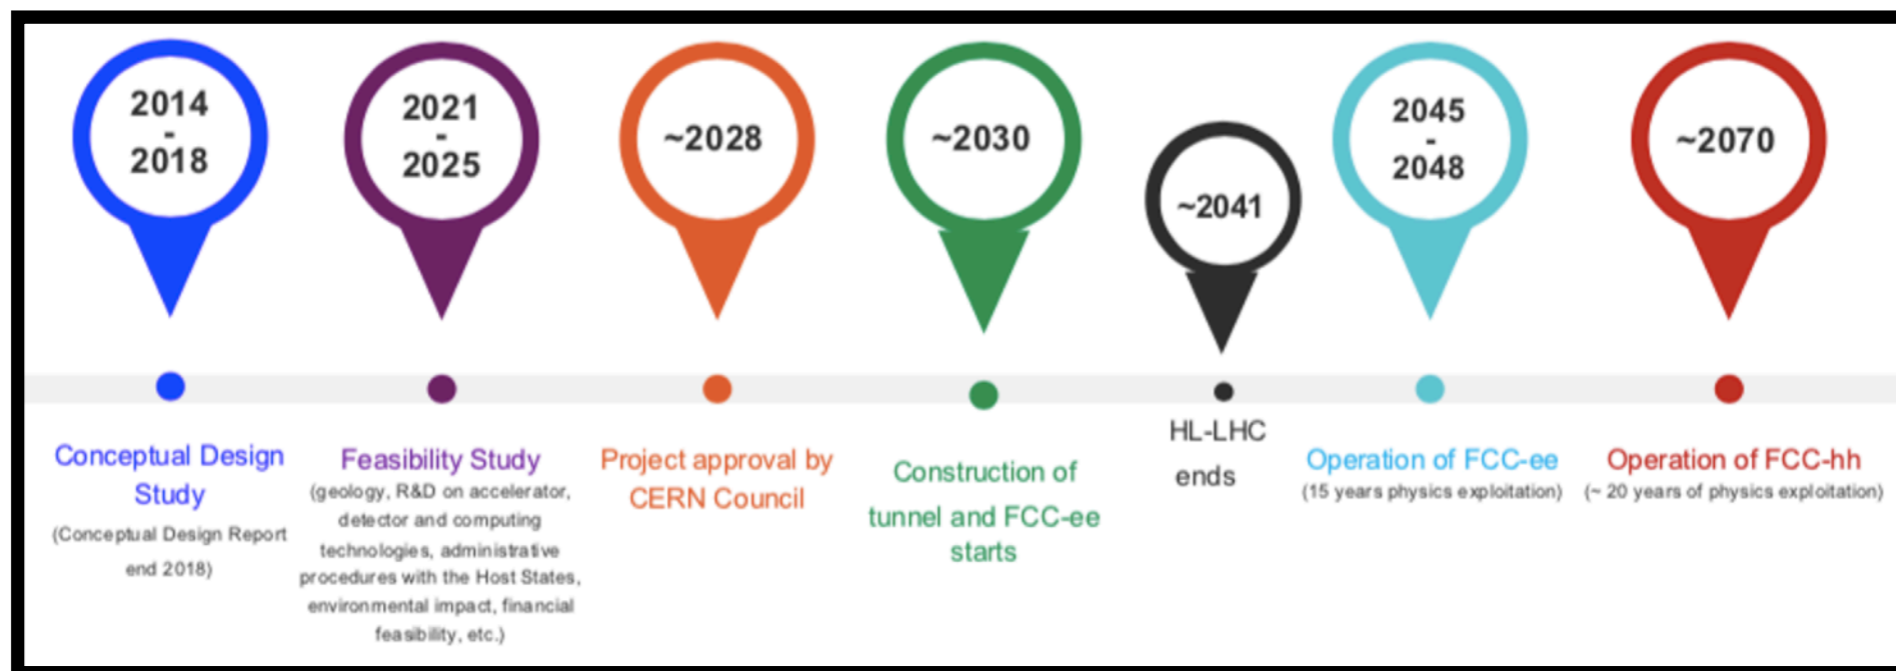 2014
-
2018
2021
-
2025
~2028
~2030
~2041
2045
-
2048
~2070
Conceptual Design
Study
(Conceptual Design Report
end 2018)
Feasibility Study
(geology, R&D on accelerator,
detector and computing
technologies, administrative
procedures with the Host States,
environmental impact, financial
feasibility, etc.)
Project approval by
CERN Council
Construction of
tunnel and FCC-ee
starts
HL-LHC
ends
Operation of FCC-ee
(15 years physics exploitation)
Operation of FCC-hh
(~ 20 years of physics exploitation)